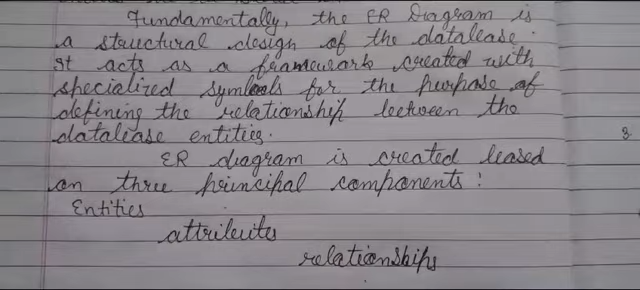 Fundamentally, the ER Diagram is
a structural design of the database.
It acts as a framework created with
specialized symbols for the purpose of
defining the relationship between the
database entities.
ER diagram is created based
on three principal components:
Entities
attributes
relationships